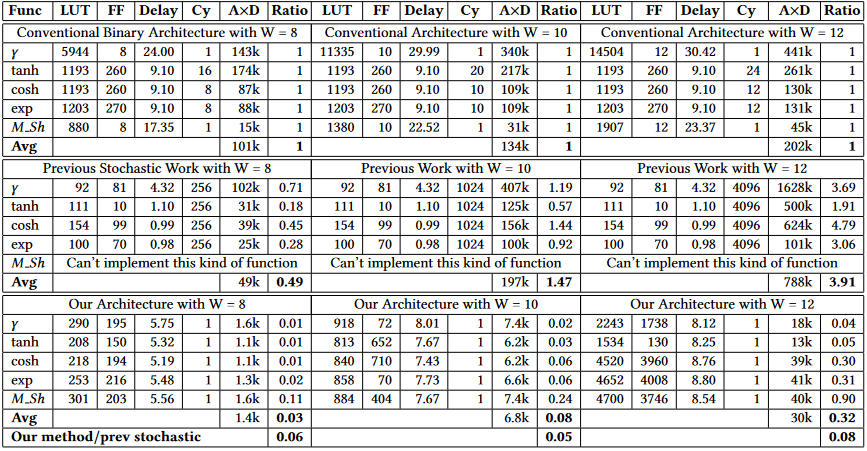 Func LUT FF Delay Cy A×D Ratio LUT FF Delay Cy A×D Ratio LUT FF Delay Cy A×D Ratio
Conventional Binary Architecture with W = 8 Conventional Architecture with W = 10 Conventional Architecture with W = 12
γ 5944 8 24.00 1 143k 1 11335 10 29.99 1 340k 1 14504 12 30.42 1 441k 1
tanh 1193 260 9.10 16 174k 1 1193 260 9.10 20 217k 1 1193 260 9.10 24 261k 1
cosh 1193 260 9.10 8 87k 1 1193 260 9.10 10 109k 1 1193 260 9.10 12 130k 1
exp 1203 270 9.10 8 88k 1 1203 270 9.10 10 109k 1 1203 270 9.10 12 131k 1
M_Sh 880 8 17.35 1 15k 1 1380 10 22.52 1 31k 1 1907 12 23.37 1 45k 1
Avg 101k 1 134k 1 202k 1
Previous Stochastic Work with W = 8 Previous Work with W = 10 Previous Work with W = 12
γ 92 81 4.32 256 102k 0.71 92 81 4.32 1024 407k 1.19 92 81 4.32 4096 1628k 3.69
tanh 111 10 1.10 256 31k 0.18 111 10 1.10 1024 125k 0.57 111 10 1.10 4096 500k 1.91
cosh 154 99 0.99 256 39k 0.45 154 99 0.99 1024 156k 1.44 154 99 0.99 4096 624k 4.79
exp 100 70 0.98 256 25k 0.28 100 70 0.98 1024 100k 0.92 100 70 0.98 4096 101k 3.06
M_Sh Can't implement this kind of function Can't implement this kind of function Can't implement this kind of function
Avg 49k 0.49 197k 1.47 788k 3.91
Our Architecture with W = 8 Our Architecture with W = 10 Our Architecture with W = 12
γ 290 195 5.75 1 1.6k 0.01 918 72 8.01 1 7.4k 0.02 2243 1738 8.12 1 18k 0.04
tanh 208 150 5.32 1 1.1k 0.01 813 652 7.67 1 6.2k 0.03 1534 130 8.25 1 13k 0.05
cosh 218 194 5.19 1 1.1k 0.01 840 710 7.43 1 6.2k 0.06 4520 3960 8.76 1 39k 0.30
exp 253 216 5.48 1 1.3k 0.02 858 70 7.73 1 6.6k 0.06 4652 4008 8.80 1 41k 0.31
M_Sh 301 203 5.56 1 1.6k 0.11 884 404 7.67 1 7.4k 0.24 4700 3746 8.54 1 40k 0.90
Avg 1.4k 0.03 6.8k 0.08 30k 0.32
Our method/prev stochastic 0.06 0.05 0.08